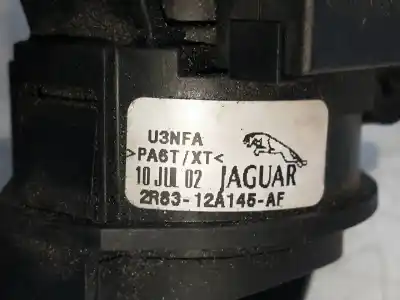 U3NFA
>PA6T/XT<
10 JUL 02 JAGUAR
2R83-12A145-AF